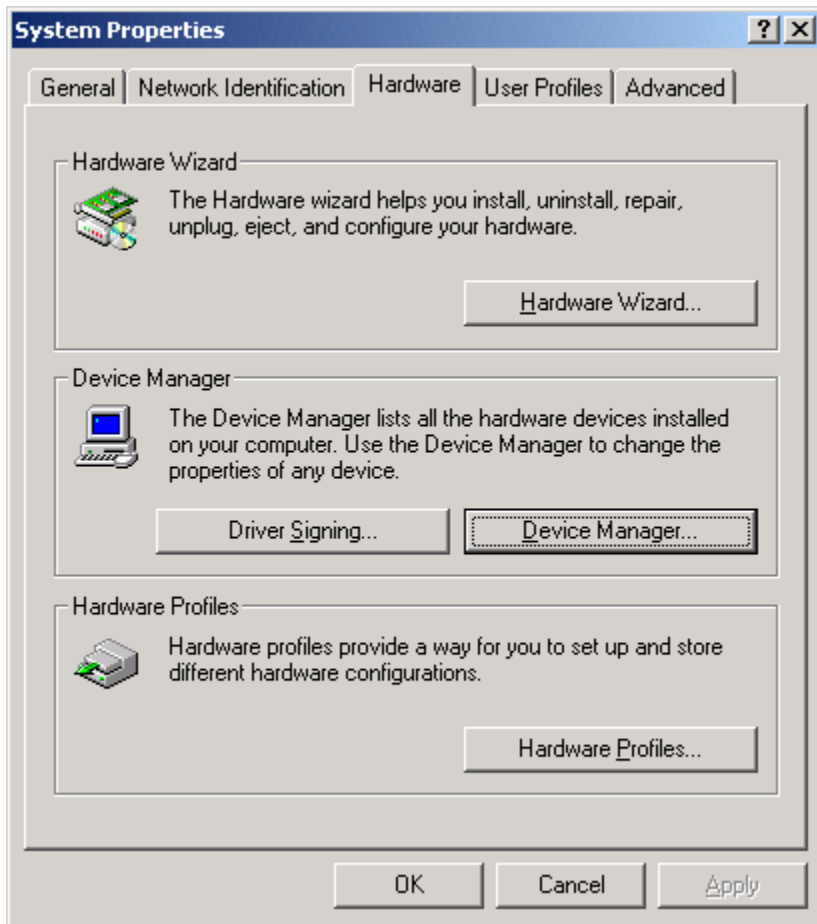 System Properties
General
Network Identification
Hardware
User Profiles
Advanced
Hardware Wizard
The Hardware wizard helps you install, uninstall, repair,
unplug, eject, and configure your hardware.
Hardware Wizard...
Device Manager
The Device Manager lists all the hardware devices installed
on your computer. Use the Device Manager to change the
properties of any device.
Driver Signing...
Device Manager...
Hardware Profiles
Hardware profiles provide a way for you to set up and store
different hardware configurations.
Hardware Profiles...
OK
Cancel
Apply